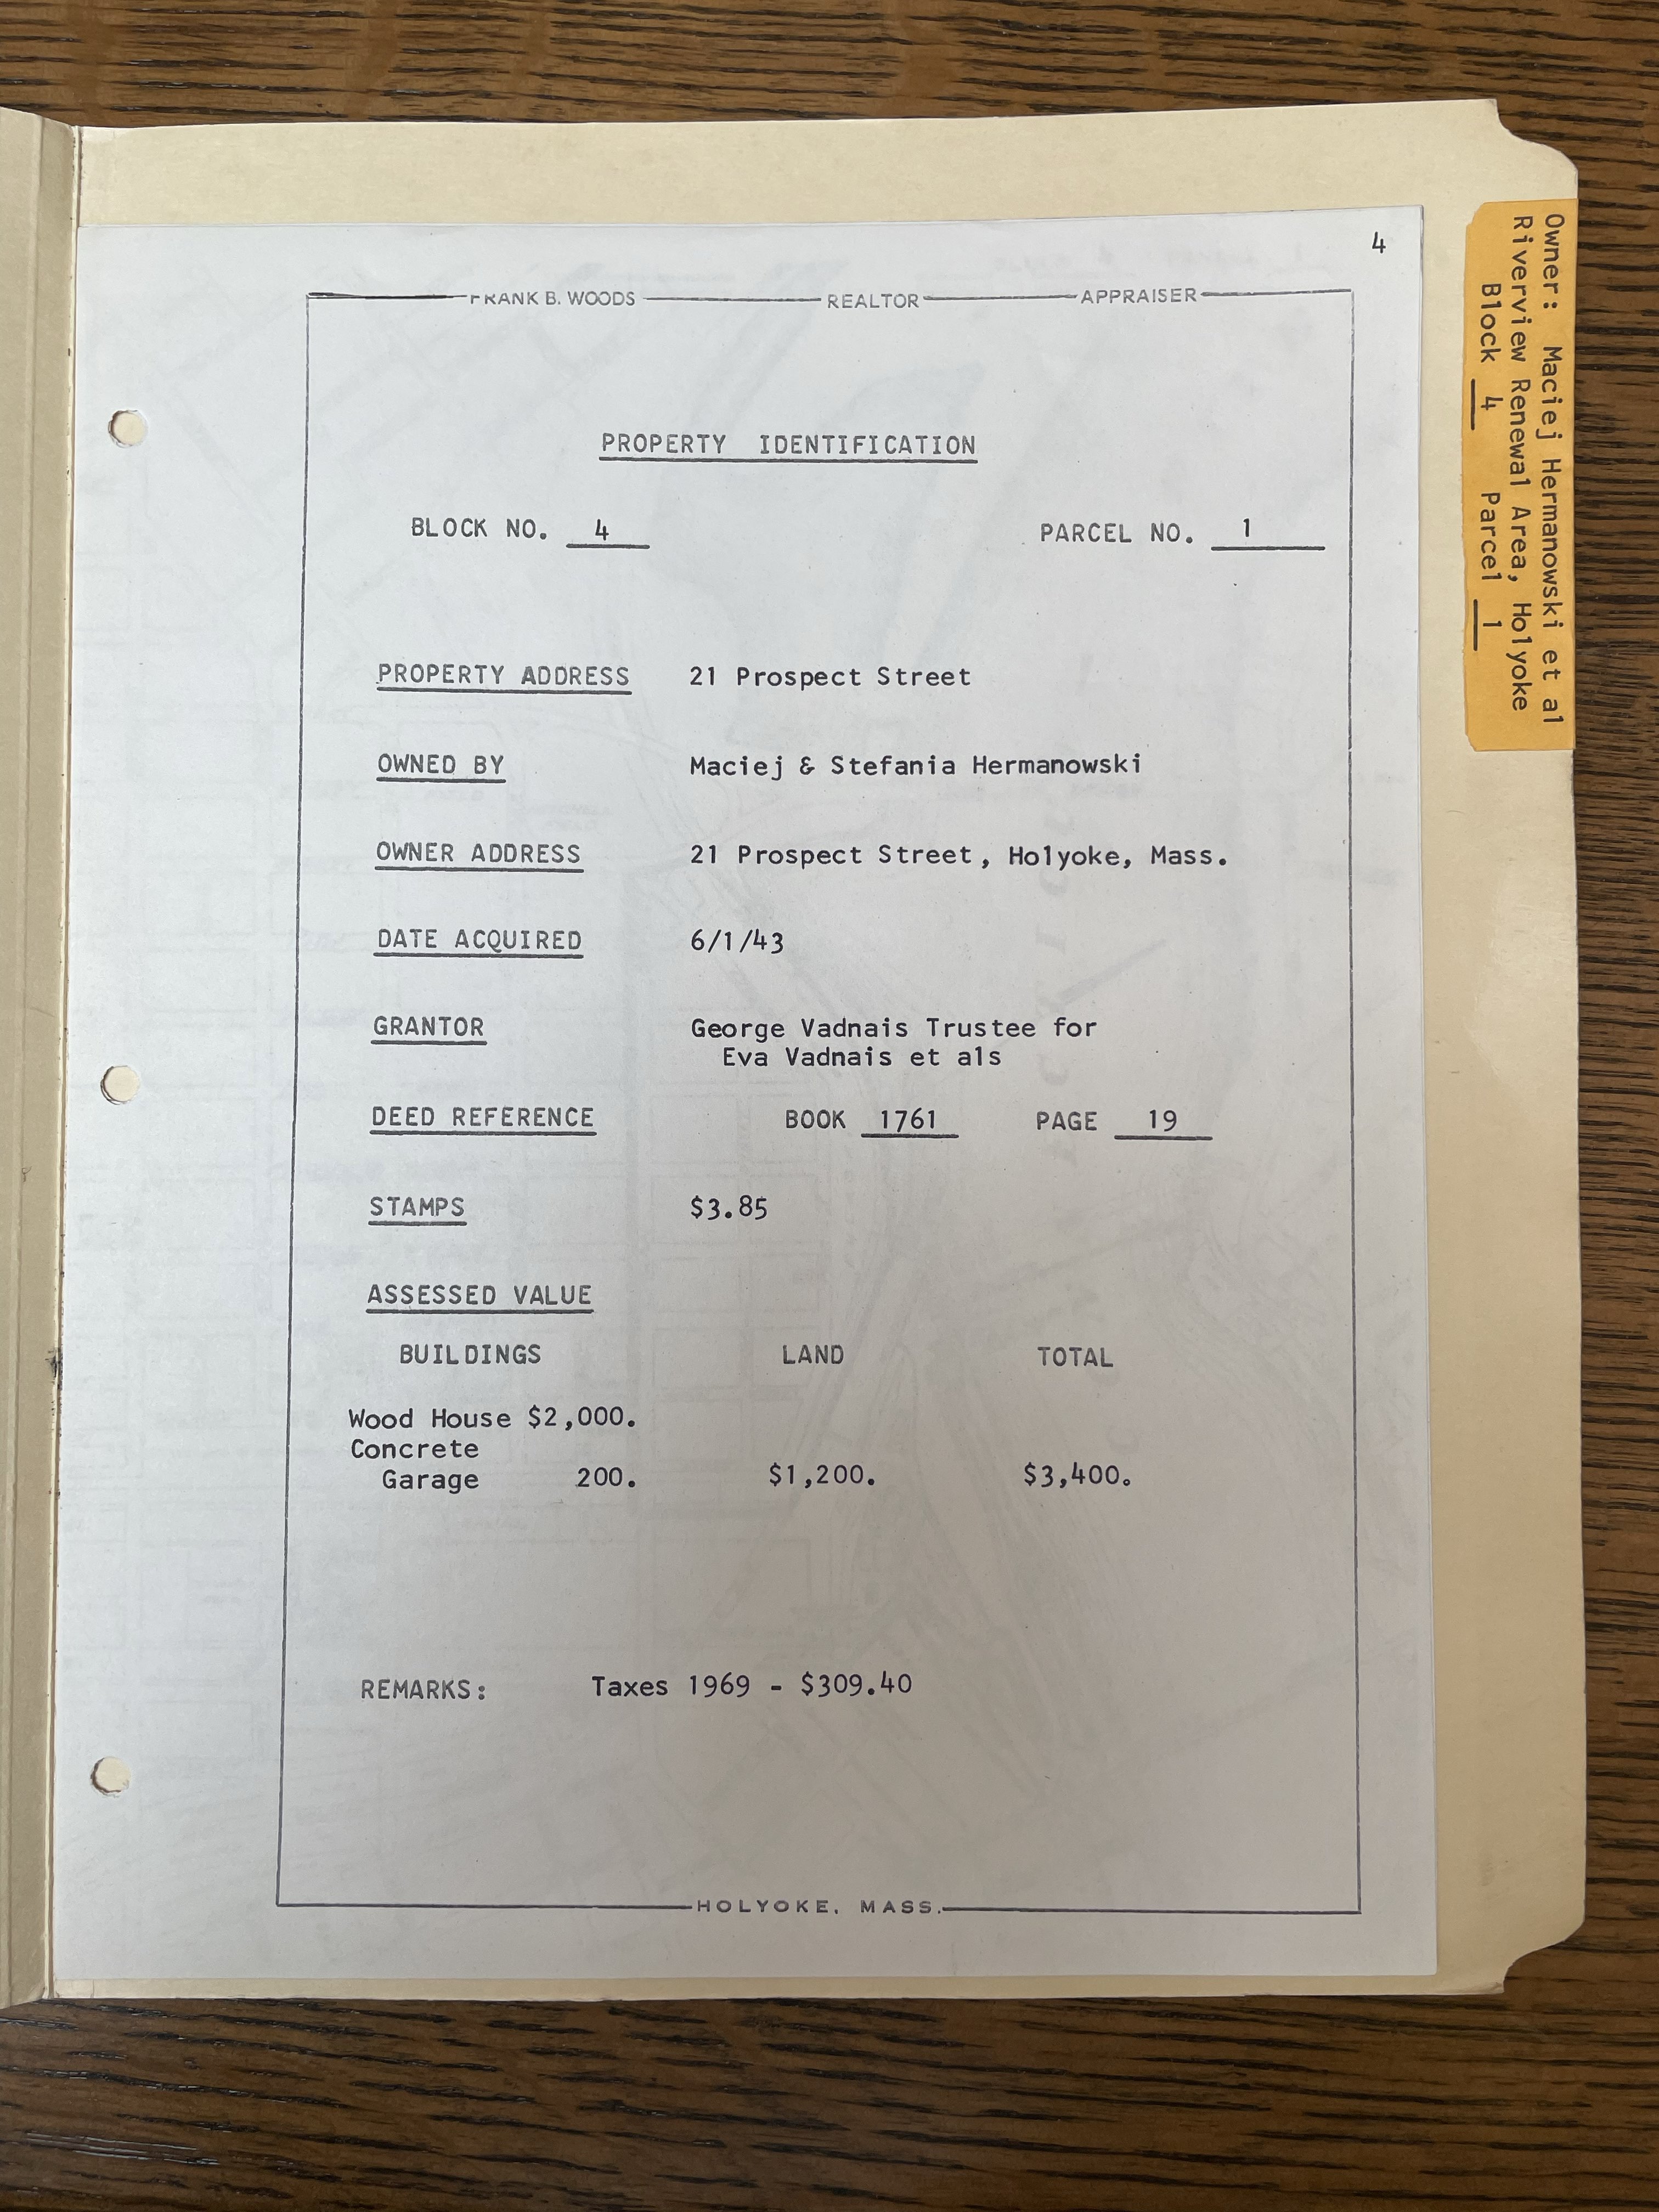 4
FRANK B. WOODS REALTOR APPRAISER
PROPERTY IDENTIFICATION
BLOCK NO. 4 PARCEL NO. 1
PROPERTY ADDRESS 21 Prospect Street
OWNED BY Maciej & Stefania Hermanowski
OWNER ADDRESS 21 Prospect Street, Holyoke, Mass.
DATE ACQUIRED 6/1/43
GRANTOR George Vadnais Trustee for
Eva Vadnais et als
DEED REFERENCE BOOK 1761 PAGE 19
STAMPS $3.85
ASSESSED VALUE
BUILDINGS LAND TOTAL
Wood House $2,000.
Concrete
Garage 200. $1,200. $3,400.
REMARKS: Taxes 1969 - $309.40
HOLYOKE, MASS.
Owner: Maciej Hermanowski et al
Riverview Renewal Area, Holyoke
Block 4 Parcel 1